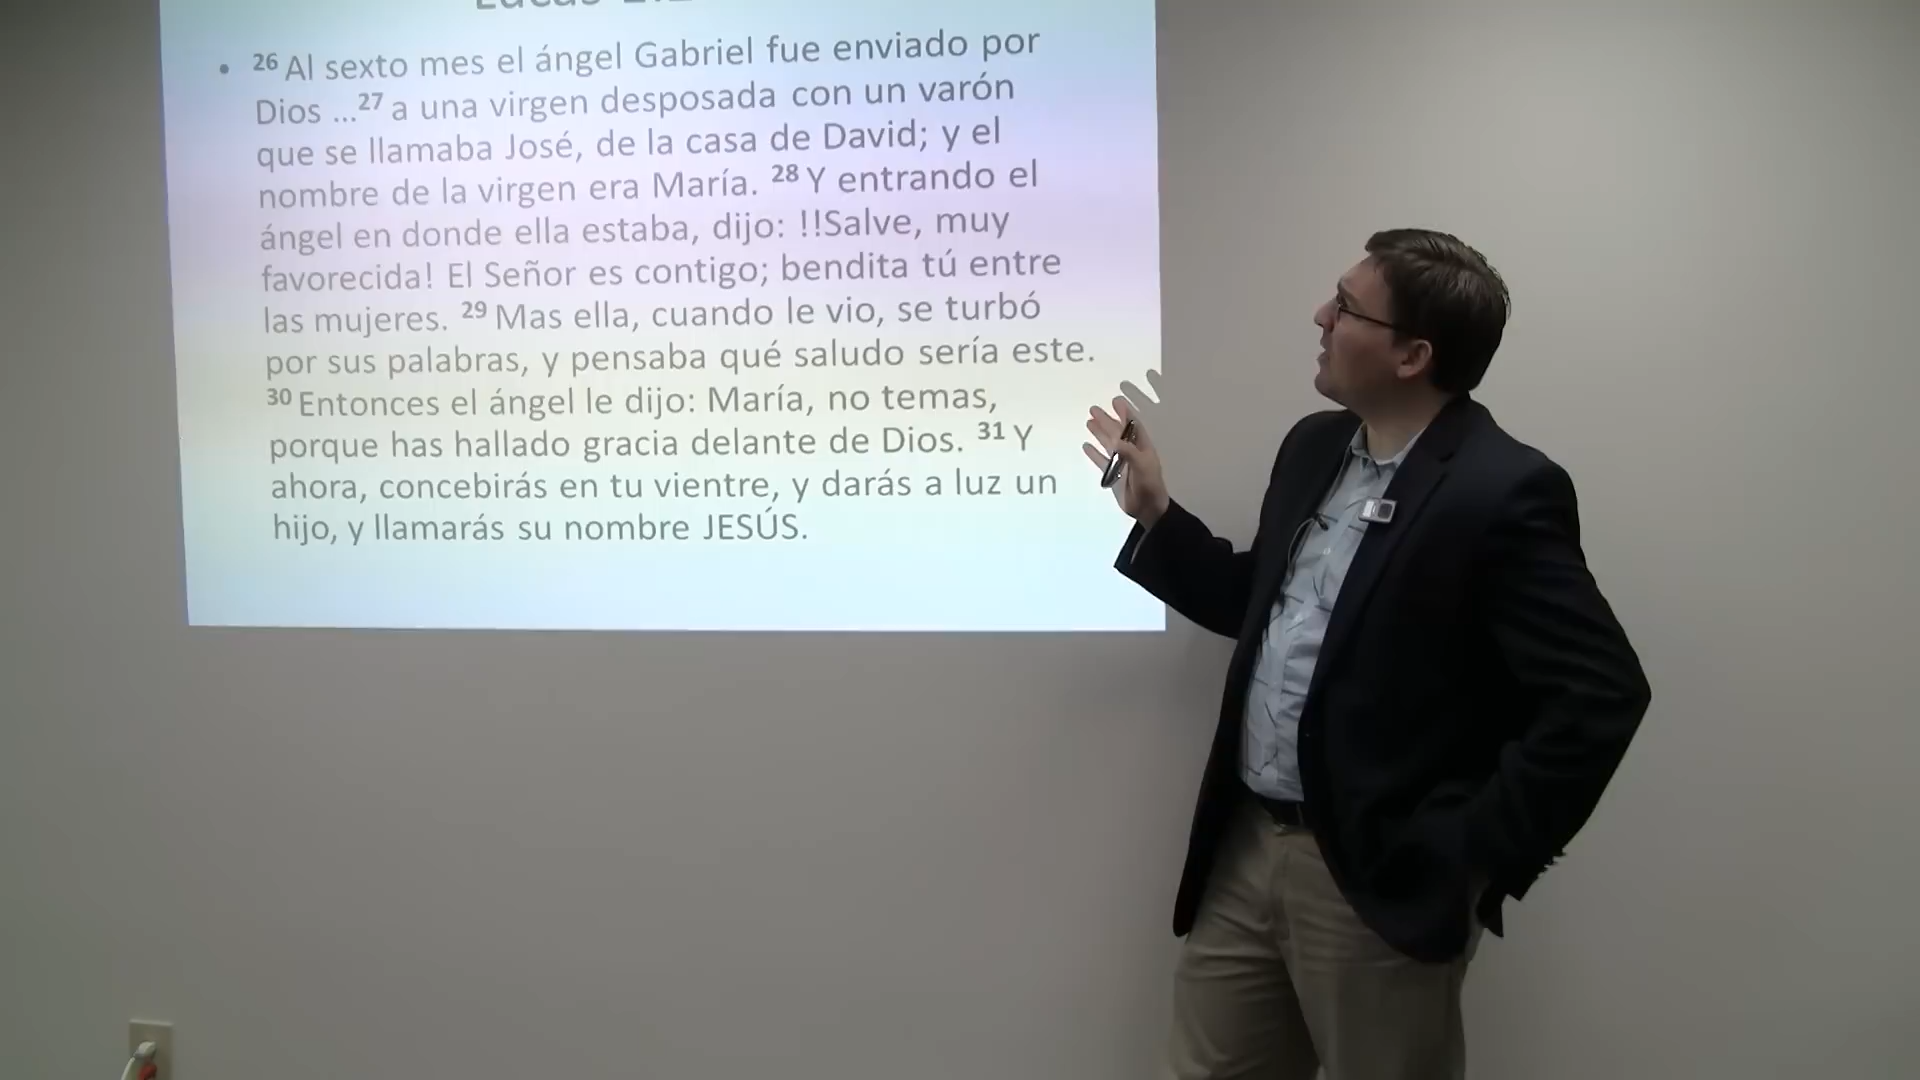 Lucas
• 26 Al sexto mes el ángel Gabriel fue enviado por
Dios ...27 a una virgen desposada con un varón
que se llamaba José, de la casa de David; y el
nombre de la virgen era María. 28 Y entrando el
ángel en donde ella estaba, dijo: !!Salve, muy
favorecida! El Señor es contigo; bendita tú entre
las mujeres. 29 Mas ella, cuando le vio, se turbó
por sus palabras, y pensaba qué saludo sería este.
30 Entonces el ángel le dijo: María, no temas,
porque has hallado gracia delante de Dios. 31 Y
ahora, concebirás en tu vientre, y darás a luz un
hijo, y llamarás su nombre JESÚS.